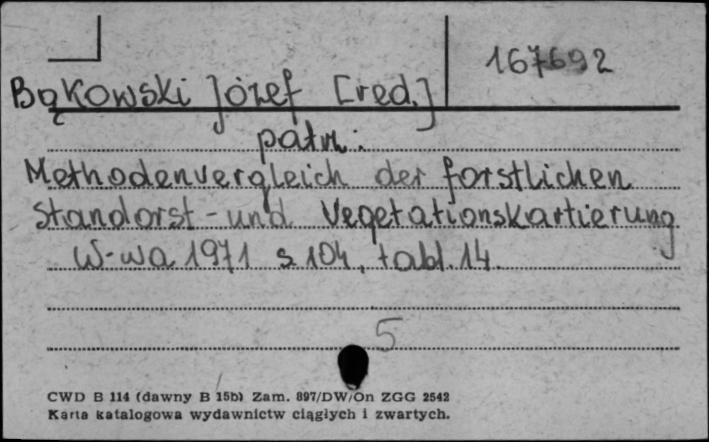 167692
Bąkowski Józef [red.]
patrz:
Methodenvergleich der forstlichen
Standorst - und Vegetationskartierung
W-wa 1971 s. 104, tabl. 14.
5
CWD B 114 (dawny B 15b) Zam. 897/DW/On ZGG 2542
Karta katalogowa wydawnictw ciągłych i zwartych.